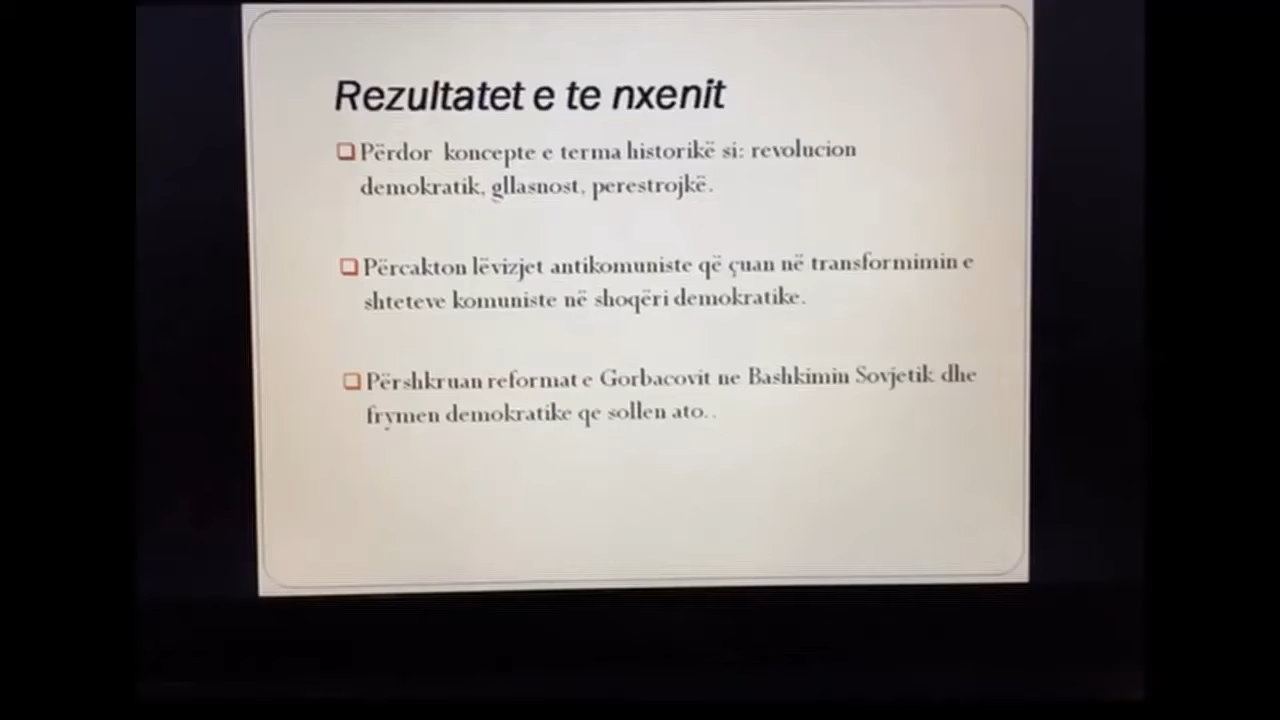 Rezultatet e te nxenit
Përdor koncepte e terma historikë si: revolucion
demokratik, gllasnost, perestrojkë.
Përcakton lëvizjet antikomuniste që çuan në transformimin e
shteteve komuniste në shoqëri demokratike.
Përshkruan reformat e Gorbacovit ne Bashkimin Sovjetik dhe
frymen demokratike qe sollen ato. .